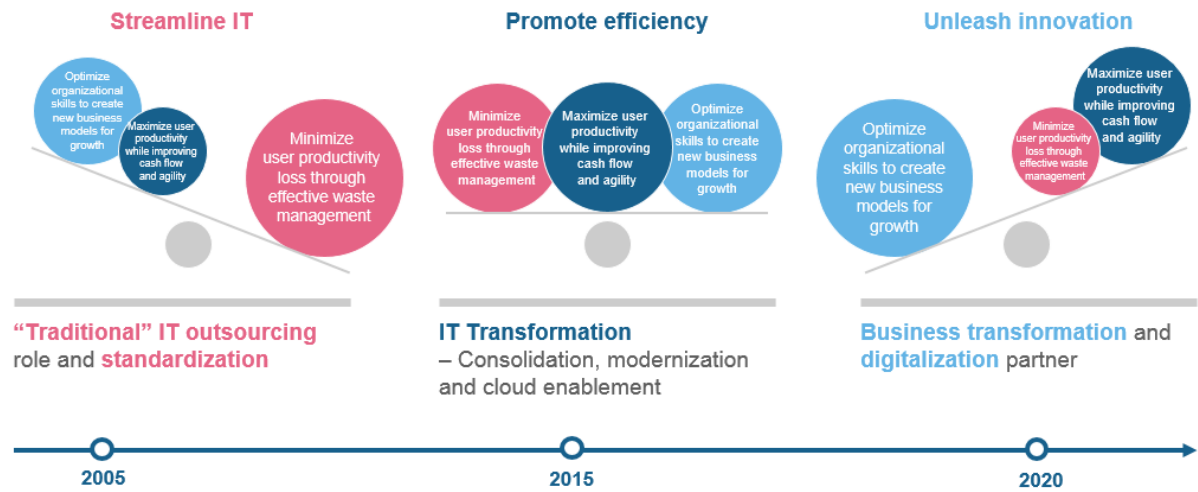 Streamline IT
Optimize
organizational
skills to create
new business
models for
growth
Maximize user
productivity
while improving
cash flow
and agility
Minimize
user productivity
loss through
effective waste
management
"Traditional" IT outsourcing
role and standardization
Promote efficiency
Minimize
user productivity
loss through
effective waste
management
Maximize user
productivity
while improving
cash flow
and agility
Optimize
organizational
skills to create
new business
models for
growth
IT Transformation
– Consolidation, modernization
and cloud enablement
Unleash innovation
Optimize
organizational
skills to create
new business
models for
growth
Minimize
user productivity
loss through
effective waste
management
Maximize user
productivity
while improving
cash flow
and agility
Business transformation and
digitalization partner
2005
2015
2020